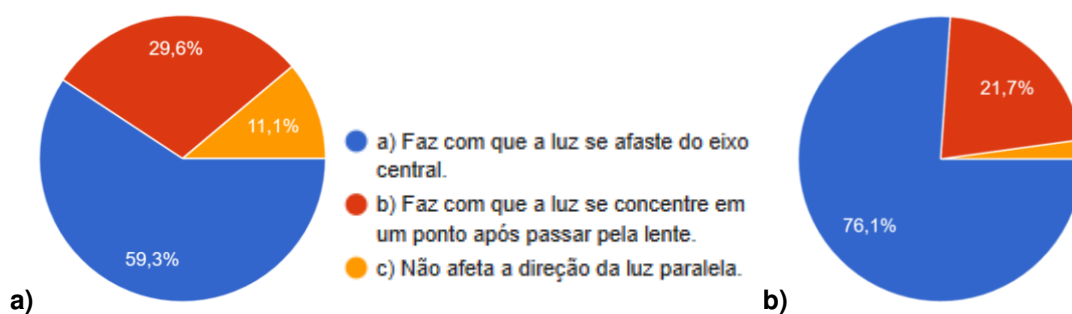 29,6%
11,1%
59,3%
a)
a) Faz com que a luz se afaste do eixo
central.
b) Faz com que a luz se concentre em
um ponto após passar pela lente.
c) Não afeta a direção da luz paralela.
21,7%
76,1%
b)